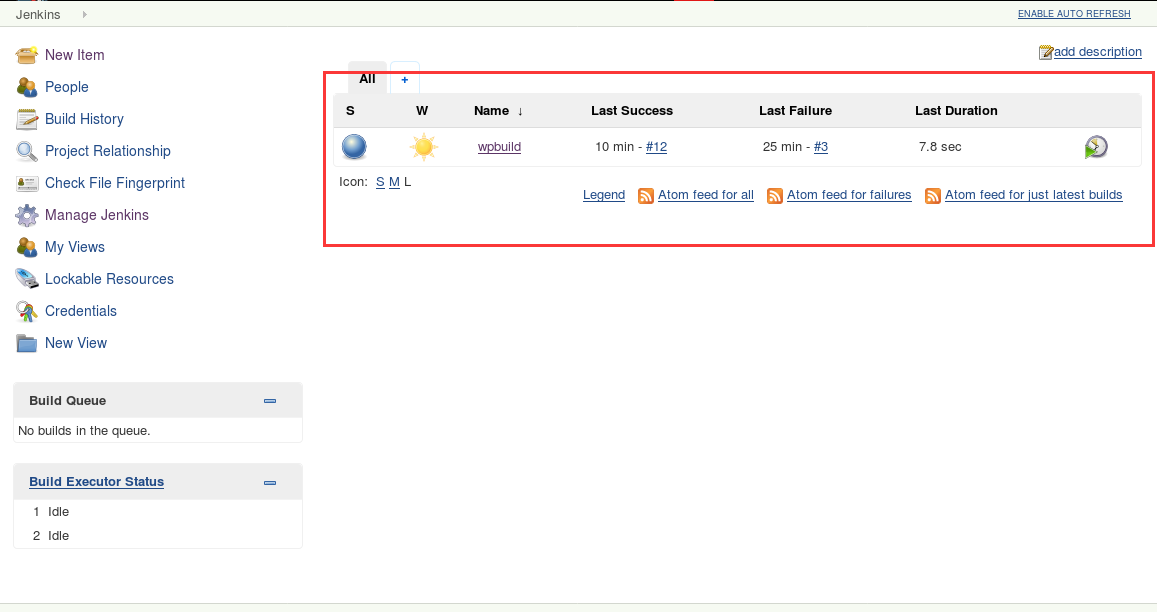 Jenkins
ENABLE AUTO REFRESH
New Item
People
Build History
Project Relationship
Check File Fingerprint
Manage Jenkins
My Views
Lockable Resources
Credentials
New View
Build Queue
No builds in the queue.
Build Executor Status
1 Idle
2 Idle
add description
All +
S W Name ↓ Last Success Last Failure Last Duration
wpbuild 10 min - #12 25 min - #3 7.8 sec
Icon: S M L
Legend Atom feed for all Atom feed for failures Atom feed for just latest builds